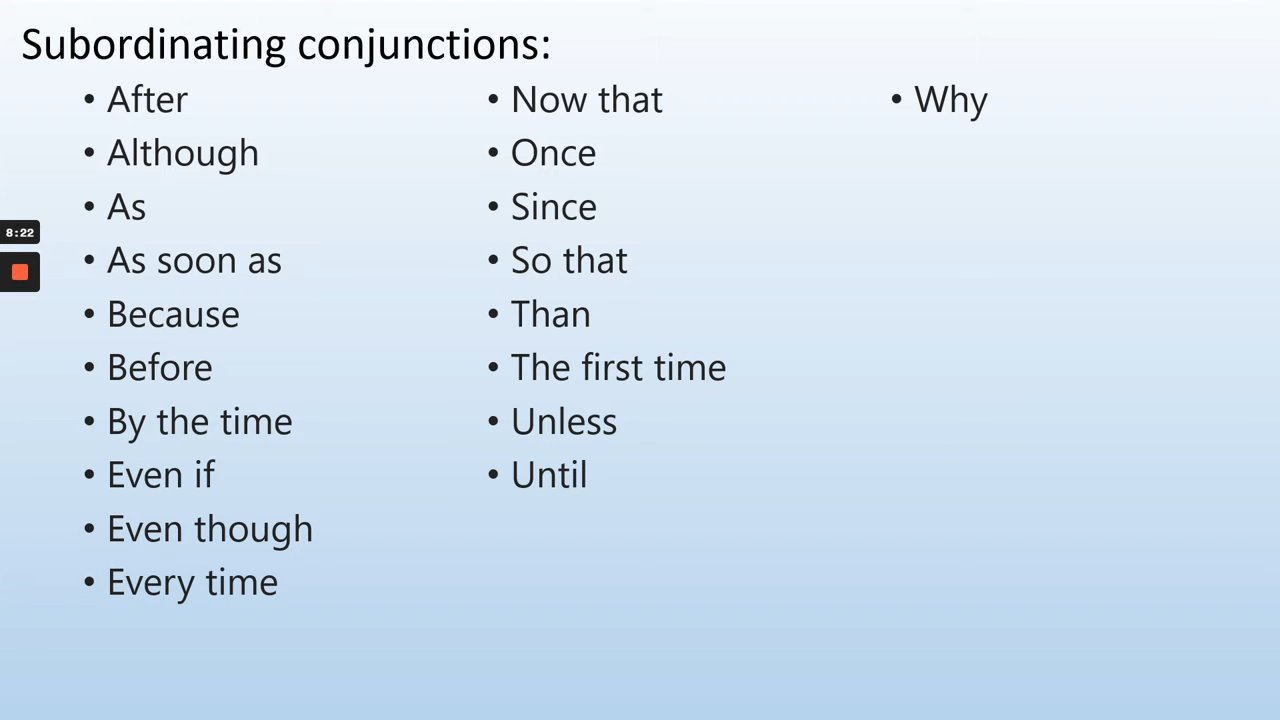 Subordinating conjunctions:
• After
• Although
• As
• As soon as
• Because
• Before
• By the time
• Even if
• Even though
• Every time
• Now that
• Once
• Since
• So that
• Than
• The first time
• Unless
• Until
• Why
8:22